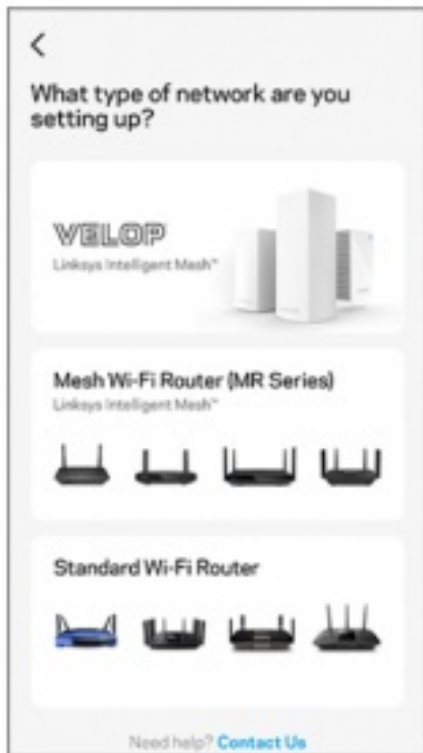 What type of network are you
setting up?
VELOP
Linksys Intelligent Mesh™
Mesh Wi-Fi Router (MR Series)
Linksys Intelligent Mesh™
Standard Wi-Fi Router
Need help? Contact Us